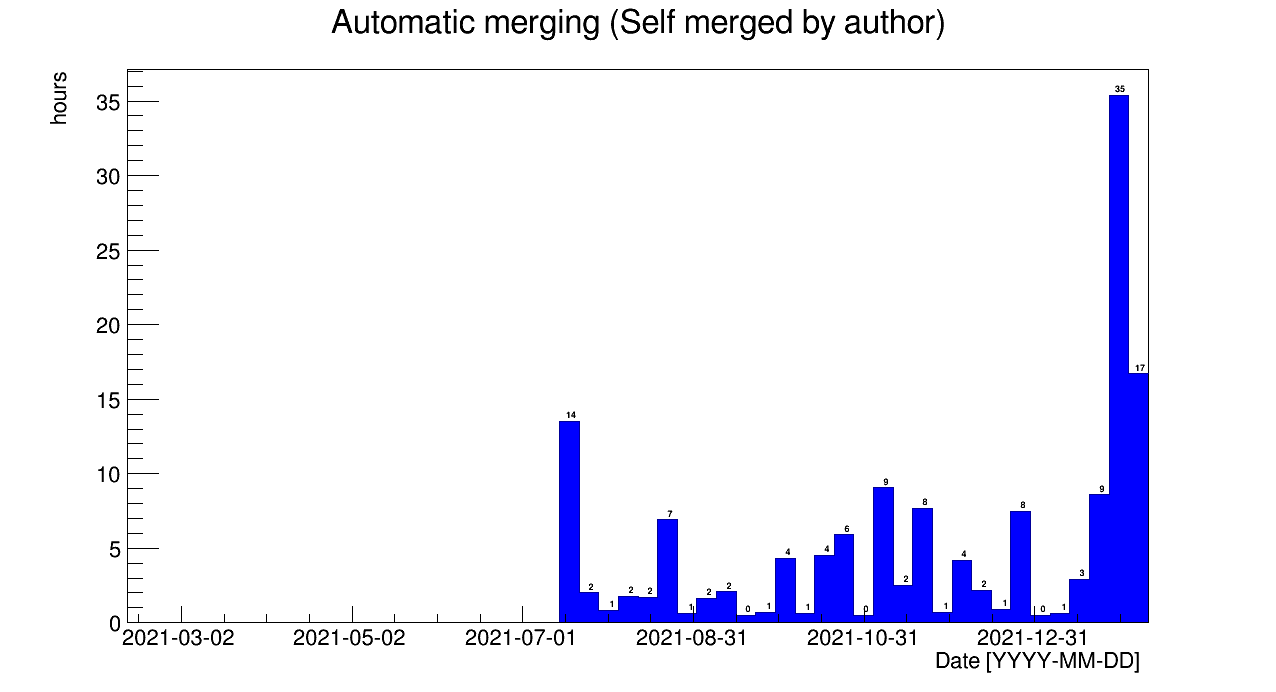 Automatic merging (Self merged by author)
hours
35
30
25
20
15
10
5
0
14 2 1 2 2 7 1 2 2 0 1 4 1 4 6 0 9 2 8 1 4 2 1 8 0 1 3 9 35 17
2021-03-02 2021-05-02 2021-07-01 2021-08-31 2021-10-31 2021-12-31
Date [YYYY-MM-DD]